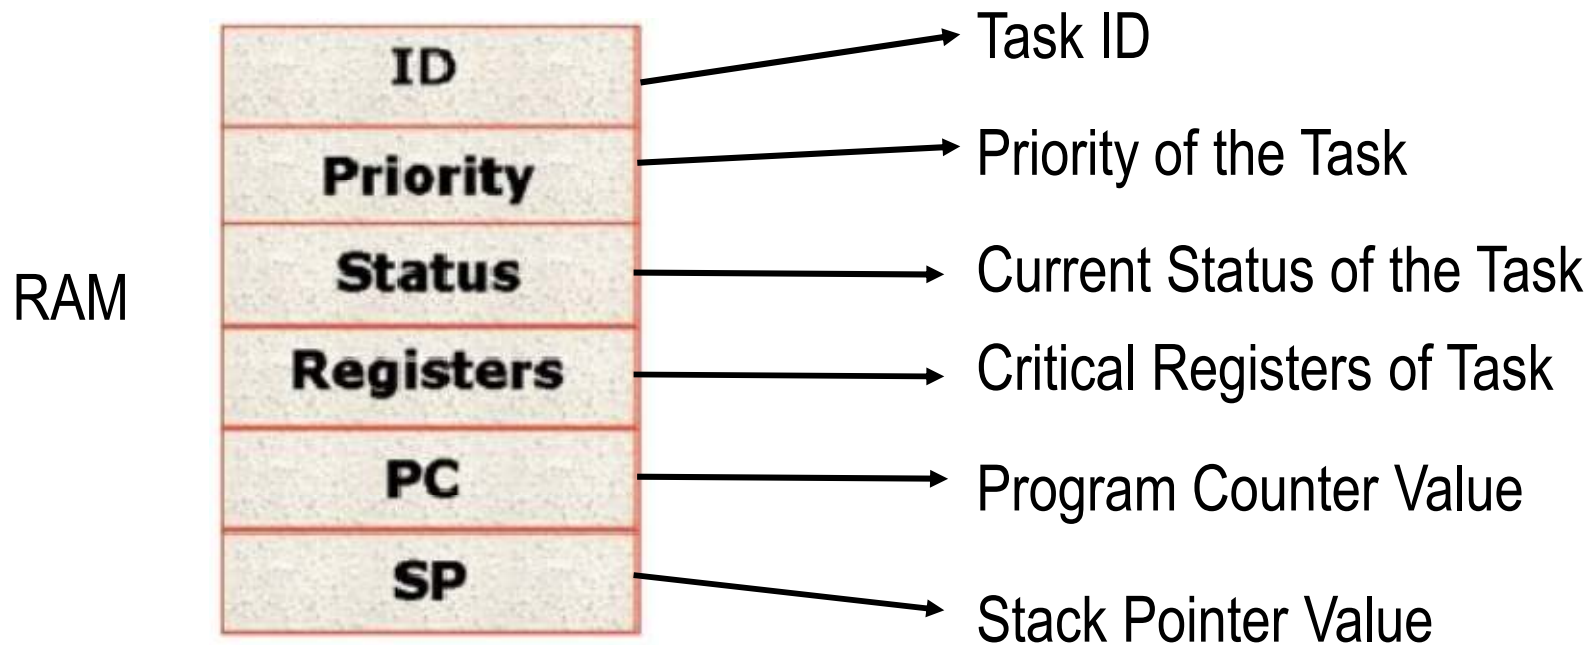 ID
Task ID
Priority
Priority of the Task
RAM
Status
Current Status of the Task
Registers
Critical Registers of Task
PC
Program Counter Value
SP
Stack Pointer Value